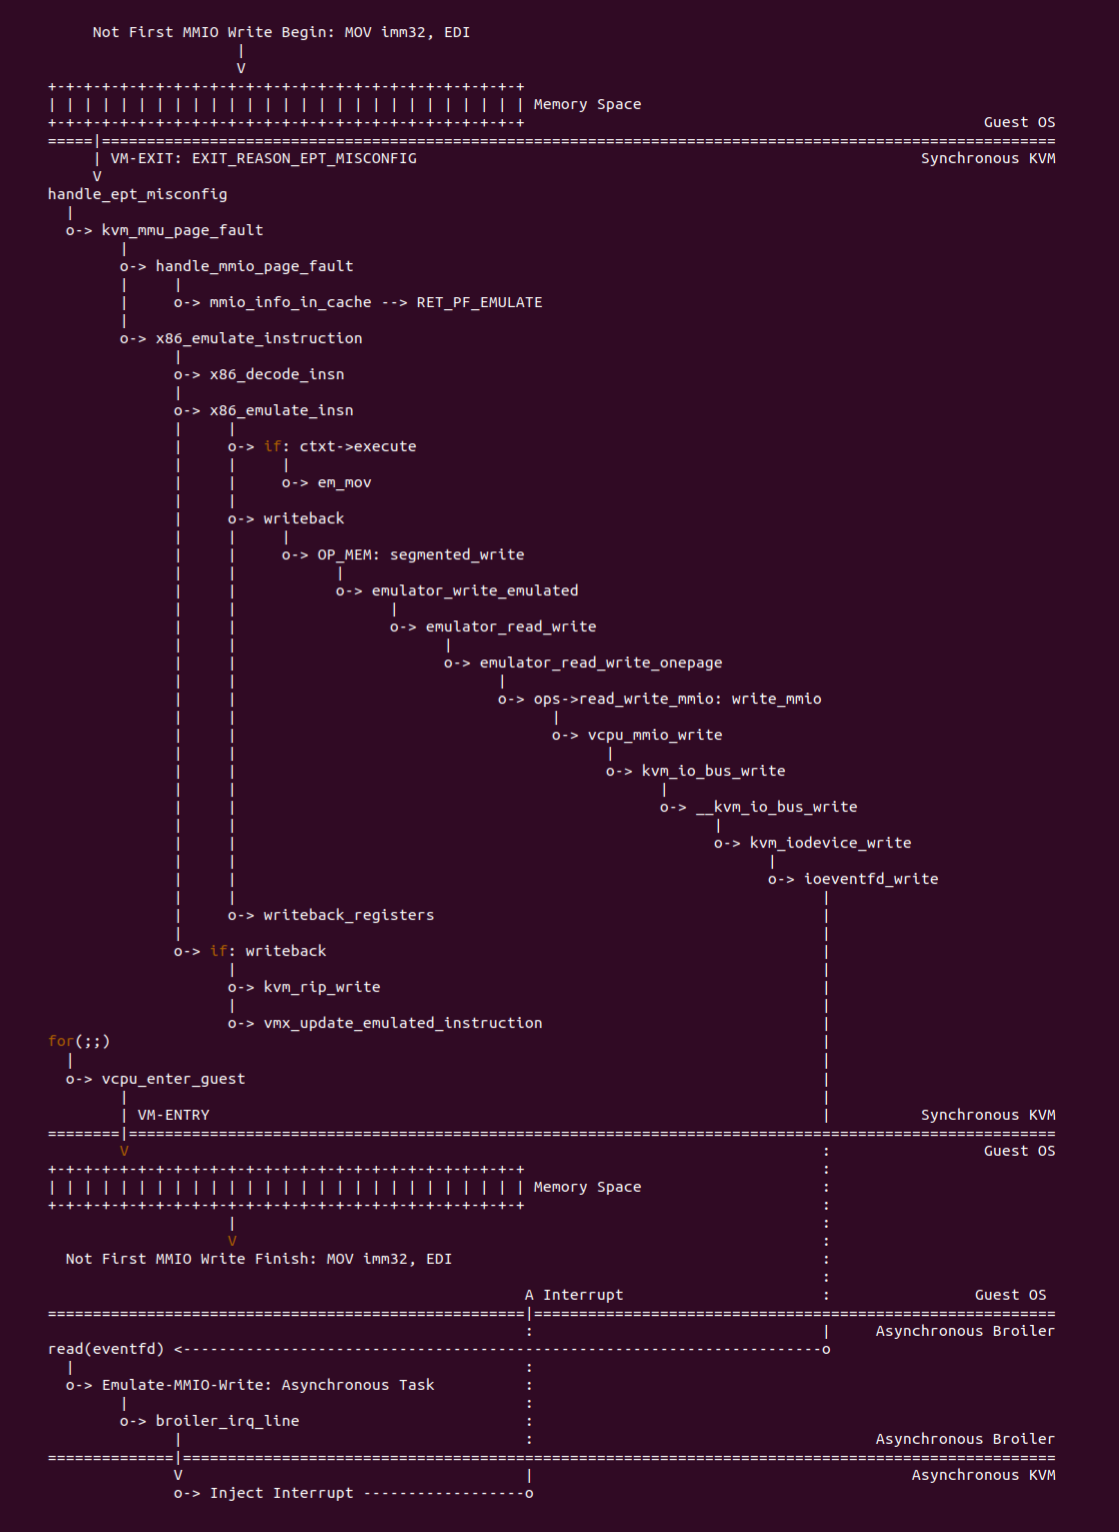 Not First MMIO Write Begin: MOV imm32, EDI
|
V
+-+-+-+-+-+-+-+-+-+-+-+-+-+-+-+-+-+-+-+-+-+-+-+-+-+-+
| | | | | | | | | | | | | | | | | | | | | | | | | | | Memory Space
+-+-+-+-+-+-+-+-+-+-+-+-+-+-+-+-+-+-+-+-+-+-+-+-+-+-+ Guest OS
=====|==========================================================================================================
| VM-EXIT: EXIT_REASON_EPT_MISCONFIG Synchronous KVM
V
handle_ept_misconfig
|
o-> kvm_mmu_page_fault
|
o-> handle_mmio_page_fault
| |
| o-> mmio_info_in_cache --> RET_PF_EMULATE
|
o-> x86_emulate_instruction
|
o-> x86_decode_insn
|
o-> x86_emulate_insn
| |
| o-> if: ctxt->execute
| | |
| | o-> em_mov
| |
| o-> writeback
| | |
| | o-> OP_MEM: segmented_write
| | |
| | o-> emulator_write_emulated
| | |
| | o-> emulator_read_write
| | |
| | o-> emulator_read_write_onepage
| | |
| | o-> ops->read_write_mmio: write_mmio
| | |
| | o-> vcpu_mmio_write
| | |
| | o-> kvm_io_bus_write
| | |
| | o-> __kvm_io_bus_write
| | |
| | o-> kvm_iodevice_write
| | |
| | o-> ioeventfd_write
| | |
| o-> writeback_registers |
| |
o-> if: writeback |
| |
o-> kvm_rip_write |
| |
o-> vmx_update_emulated_instruction |
for(;;) |
| |
o-> vcpu_enter_guest |
| |
| VM-ENTRY | Synchronous KVM
========|=======================================================================================================
V : Guest OS
+-+-+-+-+-+-+-+-+-+-+-+-+-+-+-+-+-+-+-+-+-+-+-+-+-+-+ :
| | | | | | | | | | | | | | | | | | | | | | | | | | | Memory Space :
+-+-+-+-+-+-+-+-+-+-+-+-+-+-+-+-+-+-+-+-+-+-+-+-+-+-+ :
| :
V :
Not First MMIO Write Finish: MOV imm32, EDI :
:
A Interrupt : Guest OS
=====================================================|==========================================================
: | Asynchronous Broiler
read(eventfd) <-----------------------------------------------------------------------o
| :
o-> Emulate-MMIO-Write: Asynchronous Task :
| :
o-> broiler_irq_line :
| : Asynchronous Broiler
==============|=================================================================================================
V | Asynchronous KVM
o-> Inject Interrupt ------------------o